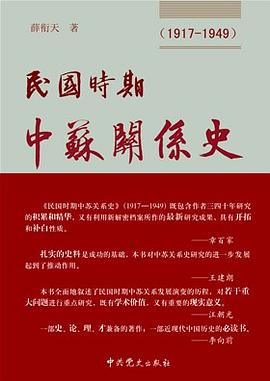 薛衔天 著
（1917-1949）
民國時期
中蘇關係史
《民国时期中苏关系史》（1917—1949）既包含作者三四十年研究
的积累和精华，又有利用新解密档案所作的最新研究成果，具有开拓
和补白性质。
——章百家
扎实的史料是成功的基础，本书对中苏关系史研究的进一步发展
起到了推动作用。
——王建朗
本书全面地叙述了民国时期中苏关系发展演变的历程，对若干重
大问题进行重点研究，既有学术价值，又有重要的现实意义。
——汪朝光
一部史、论、理、才兼备的著作；一部近现代中国历史的必读书。
——李向前
中共党史出版社